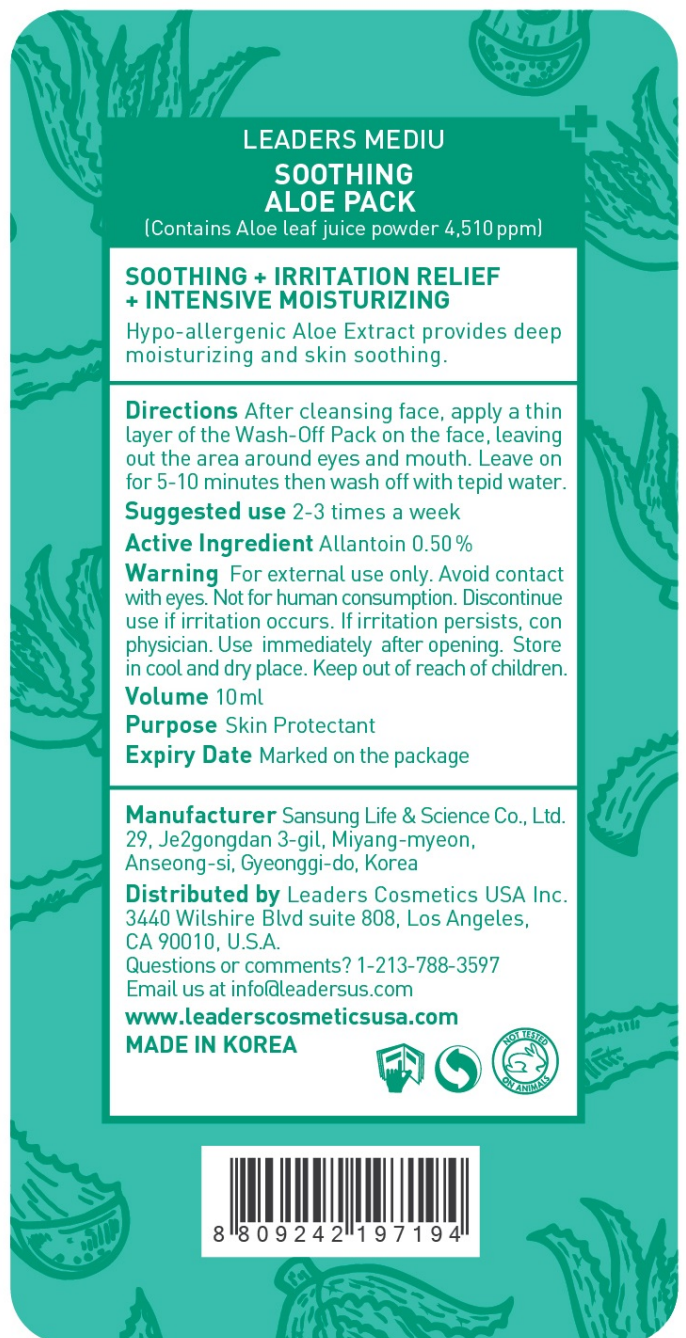 LEADERS MEDIU
SOOTHING
ALOE PACK
(Contains Aloe leaf juice powder 4,510 ppm)
SOOTHING + IRRITATION RELIEF
+ INTENSIVE MOISTURIZING
Hypo-allergenic Aloe Extract provides deep
moisturizing and skin soothing.
Directions After cleansing face, apply a thin
layer of the Wash-Off Pack on the face, leaving
out the area around eyes and mouth. Leave on
for 5-10 minutes then wash off with tepid water.
Suggested use 2-3 times a week
Active Ingredient Allantoin 0.50%
Warning For external use only. Avoid contact
with eyes. Not for human consumption. Discontinue
use if irritation occurs. If irritation persists, con
physician. Use immediately after opening. Store
in cool and dry place. Keep out of reach of children.
Volume 10ml
Purpose Skin Protectant
Expiry Date Marked on the package
Manufacturer Sansung Life & Science Co., Ltd.
29, Je2gongdan 3-gil, Miyang-myeon,
Anseong-si, Gyeonggi-do, Korea
Distributed by Leaders Cosmetics USA Inc.
3440 Wilshire Blvd suite 808, Los Angeles,
CA 90010, U.S.A.
Questions or comments? 1-213-788-3597
Email us at info@leadersus.com
www.leaderscosmeticsusa.com
MADE IN KOREA
NOT TESTED
ON ANIMALS
8 809242 197194